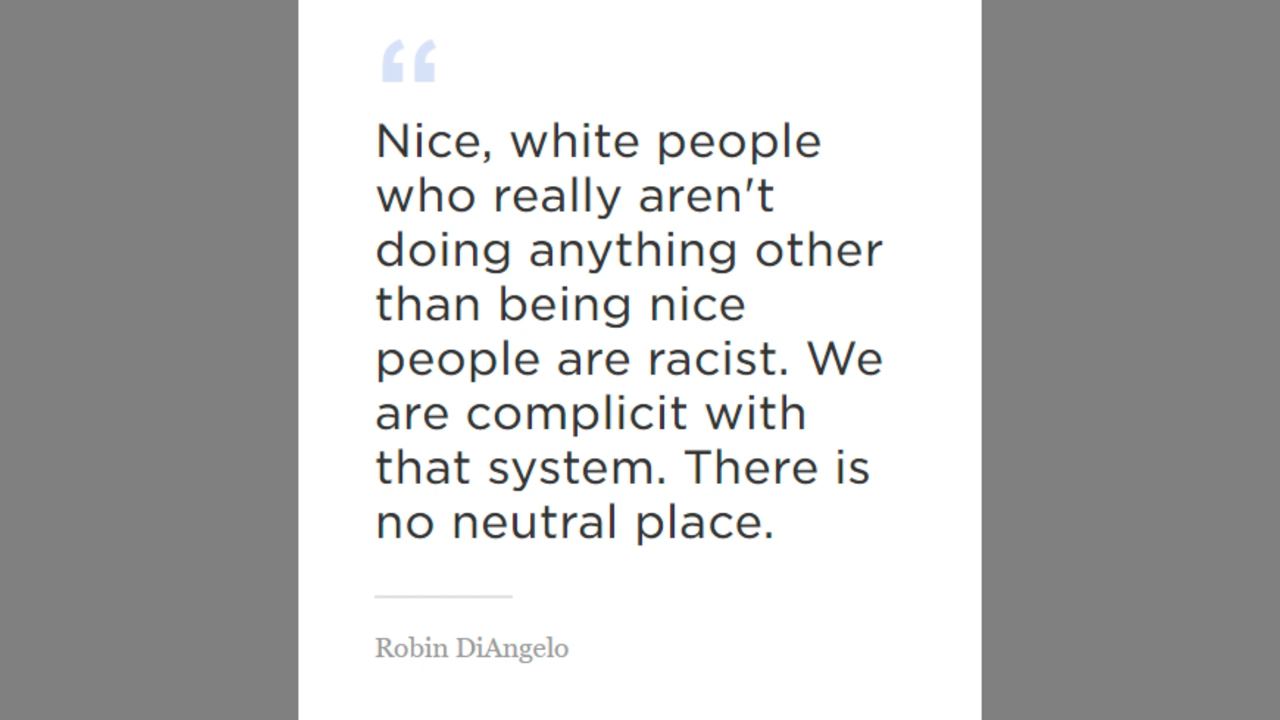 “
Nice, white people
who really aren't
doing anything other
than being nice
people are racist. We
are complicit with
that system. There is
no neutral place.
Robin DiAngelo